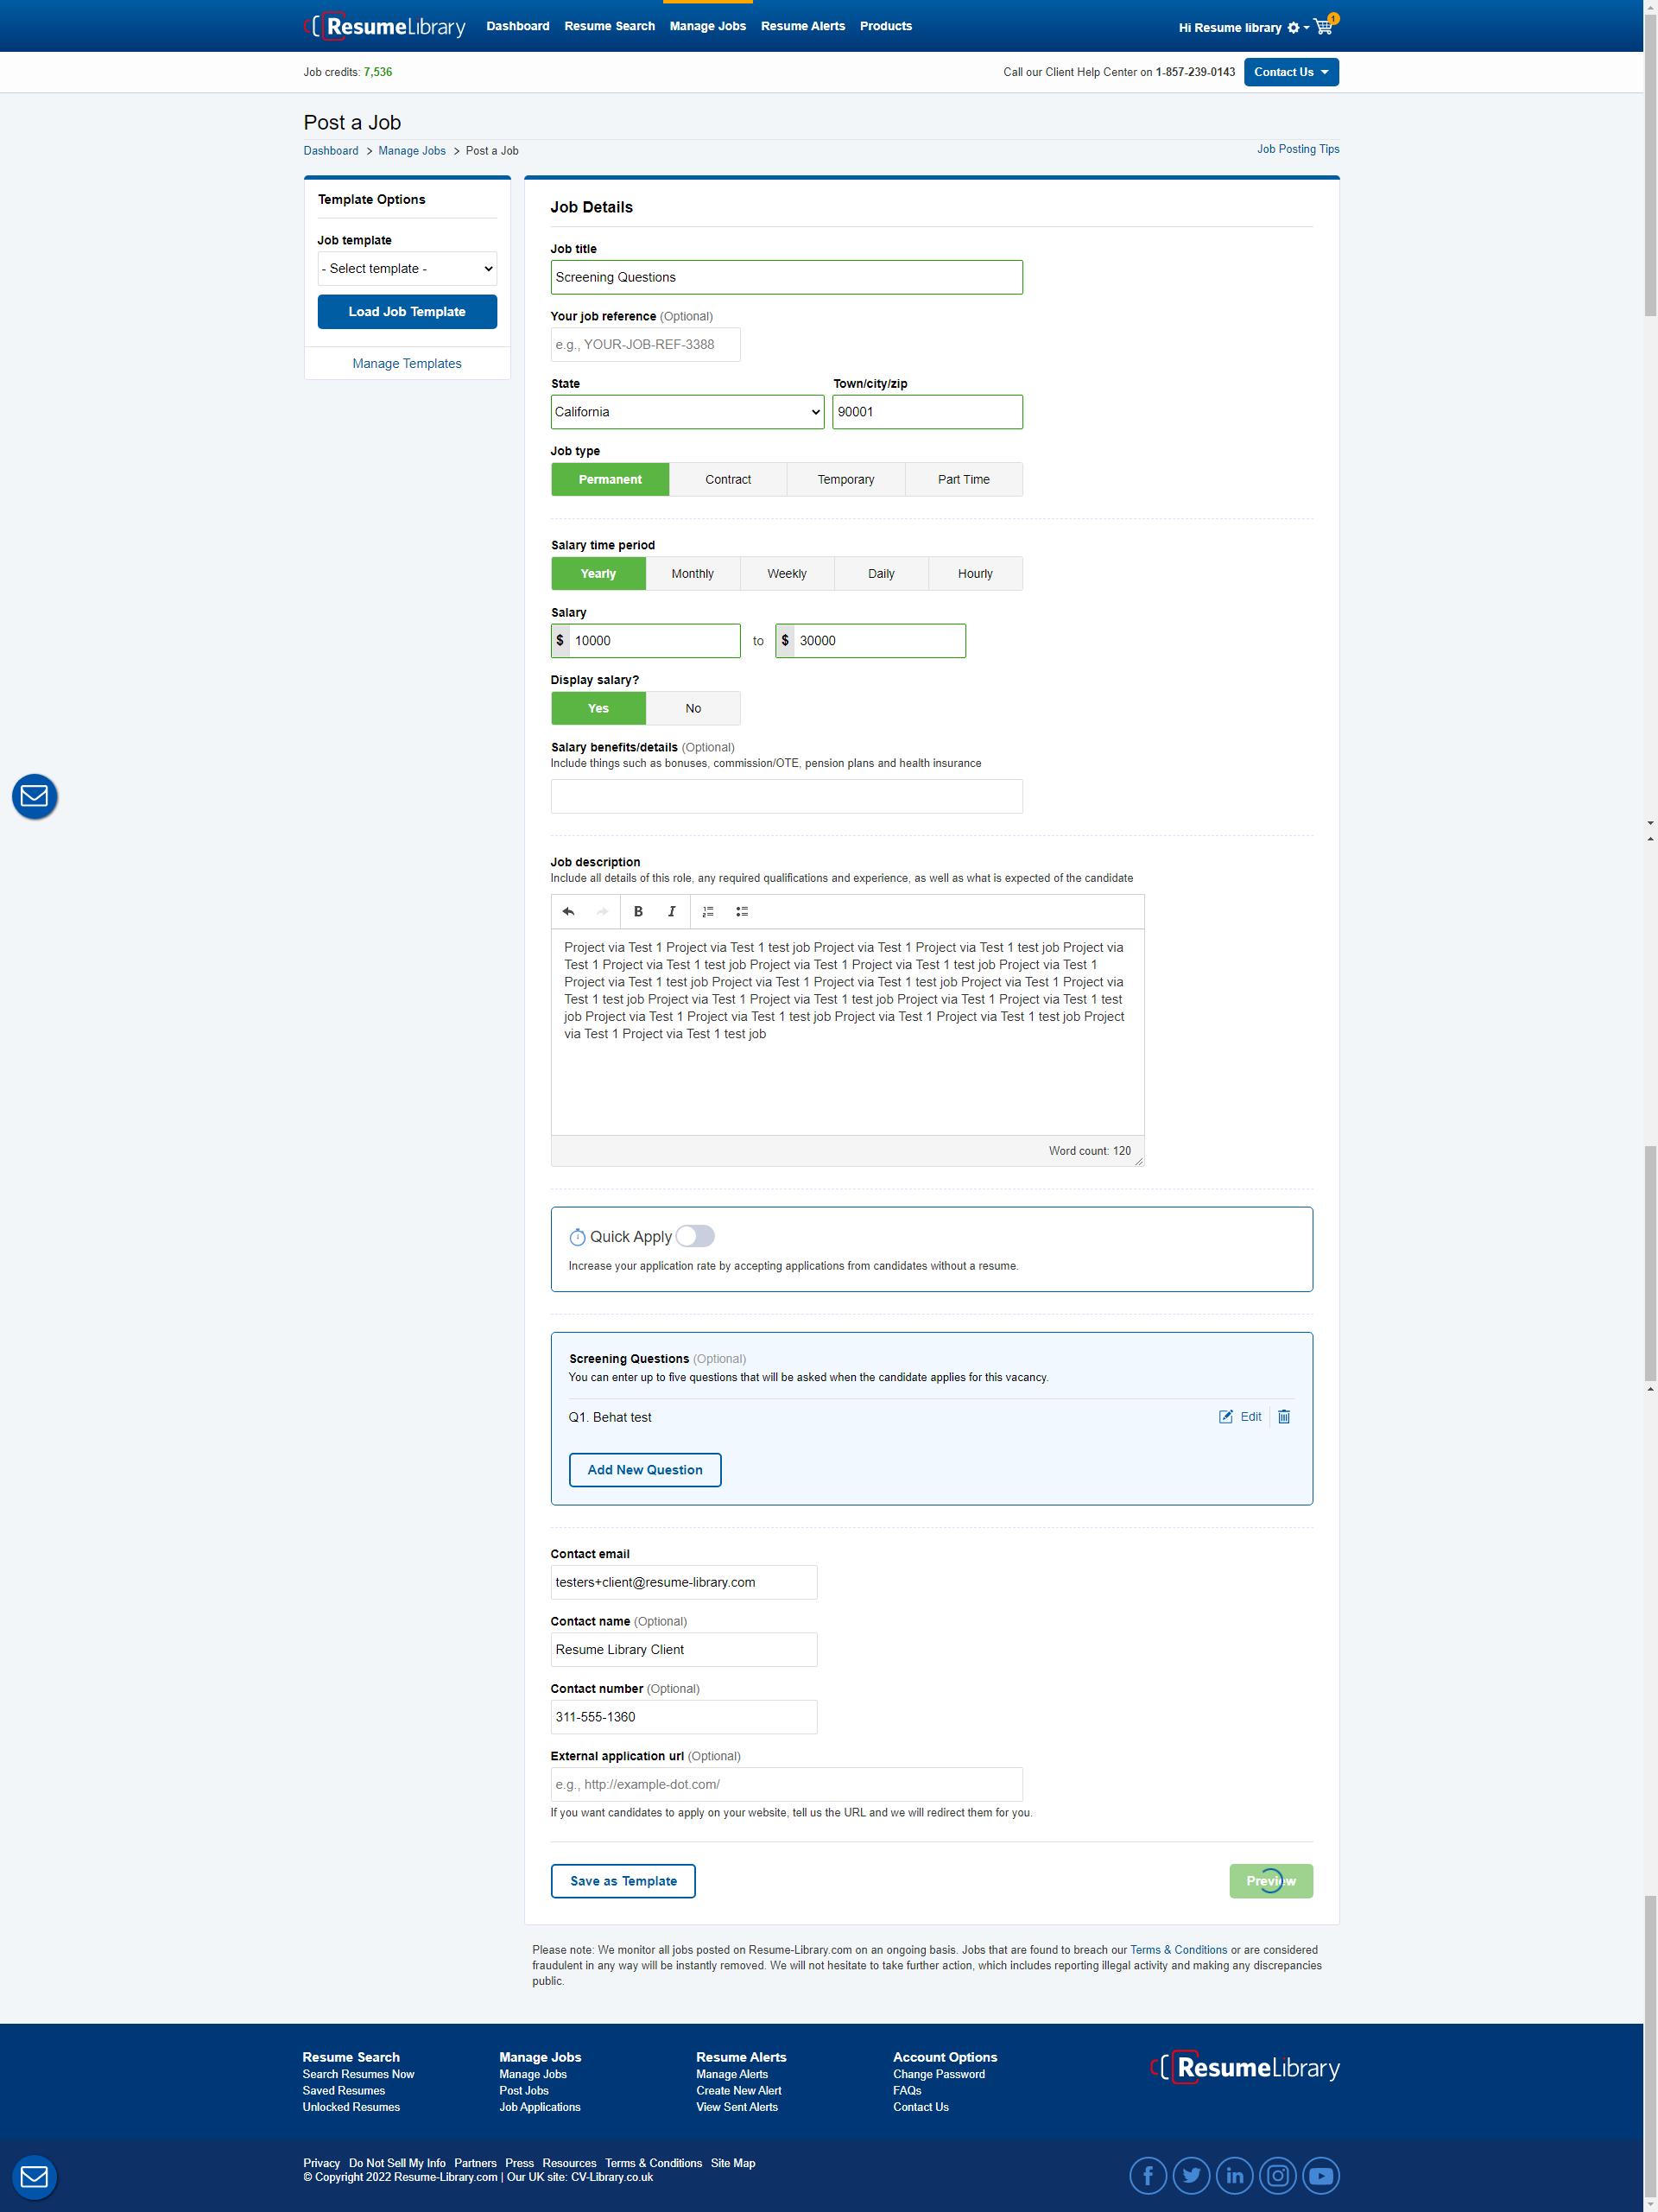 ResumeLibrary Dashboard Resume Search Manage Jobs Resume Alerts Products Hi Resume library 1
Job credits: 7,536 Call our Client Help Center on 1-857-239-0143 Contact Us
Post a Job
Dashboard > Manage Jobs > Post a Job Job Posting Tips
Template Options
Job template
- Select template -
Load Job Template
Manage Templates
Job Details
Job title
Screening Questions
Your job reference (Optional)
e.g., YOUR-JOB-REF-3388
State Town/city/zip
California 90001
Job type
Permanent Contract Temporary Part Time
Salary time period
Yearly Monthly Weekly Daily Hourly
Salary
$ 10000 to $ 30000
Display salary?
Yes No
Salary benefits/details (Optional)
Include things such as bonuses, commission/OTE, pension plans and health insurance
Job description
Include all details of this role, any required qualifications and experience, as well as what is expected of the candidate
B I
Project via Test 1 Project via Test 1 test job Project via Test 1 Project via Test 1 test job Project via
Test 1 Project via Test 1 test job Project via Test 1 Project via Test 1 test job Project via Test 1
Project via Test 1 test job Project via Test 1 Project via Test 1 test job Project via Test 1 Project via
Test 1 test job Project via Test 1 Project via Test 1 test job Project via Test 1 Project via Test 1 test
job Project via Test 1 Project via Test 1 test job Project via Test 1 Project via Test 1 test job Project
via Test 1 Project via Test 1 test job
Word count: 120
Quick Apply
Increase your application rate by accepting applications from candidates without a resume.
Screening Questions (Optional)
You can enter up to five questions that will be asked when the candidate applies for this vacancy.
Q1. Behat test Edit
Add New Question
Contact email
testers+client@resume-library.com
Contact name (Optional)
Resume Library Client
Contact number (Optional)
311-555-1360
External application url (Optional)
e.g., http://example-dot.com/
If you want candidates to apply on your website, tell us the URL and we will redirect them for you.
Save as Template Preview
Please note: We monitor all jobs posted on Resume-Library.com on an ongoing basis. Jobs that are found to breach our Terms & Conditions or are considered
fraudulent in any way will be instantly removed. We will not hesitate to take further action, which includes reporting illegal activity and making any discrepancies
public.
Resume Search Manage Jobs Resume Alerts Account Options ResumeLibrary
Search Resumes Now Manage Jobs Manage Alerts Change Password
Saved Resumes Post Jobs Create New Alert FAQs
Unlocked Resumes Job Applications View Sent Alerts Contact Us
Privacy Do Not Sell My Info Partners Press Resources Terms & Conditions Site Map
© Copyright 2022 Resume-Library.com | Our UK site: CV-Library.co.uk